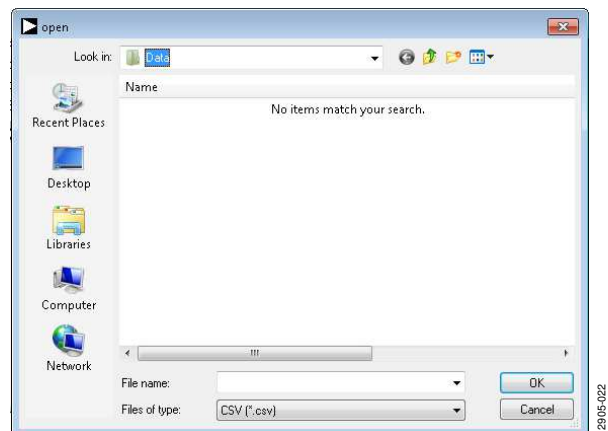 open
Look in:
Data
Name
No items match your search.
Recent Places
Desktop
Libraries
Computer
Network
File name:
OK
Files of type:
CSV (*.csv)
Cancel
2905-022